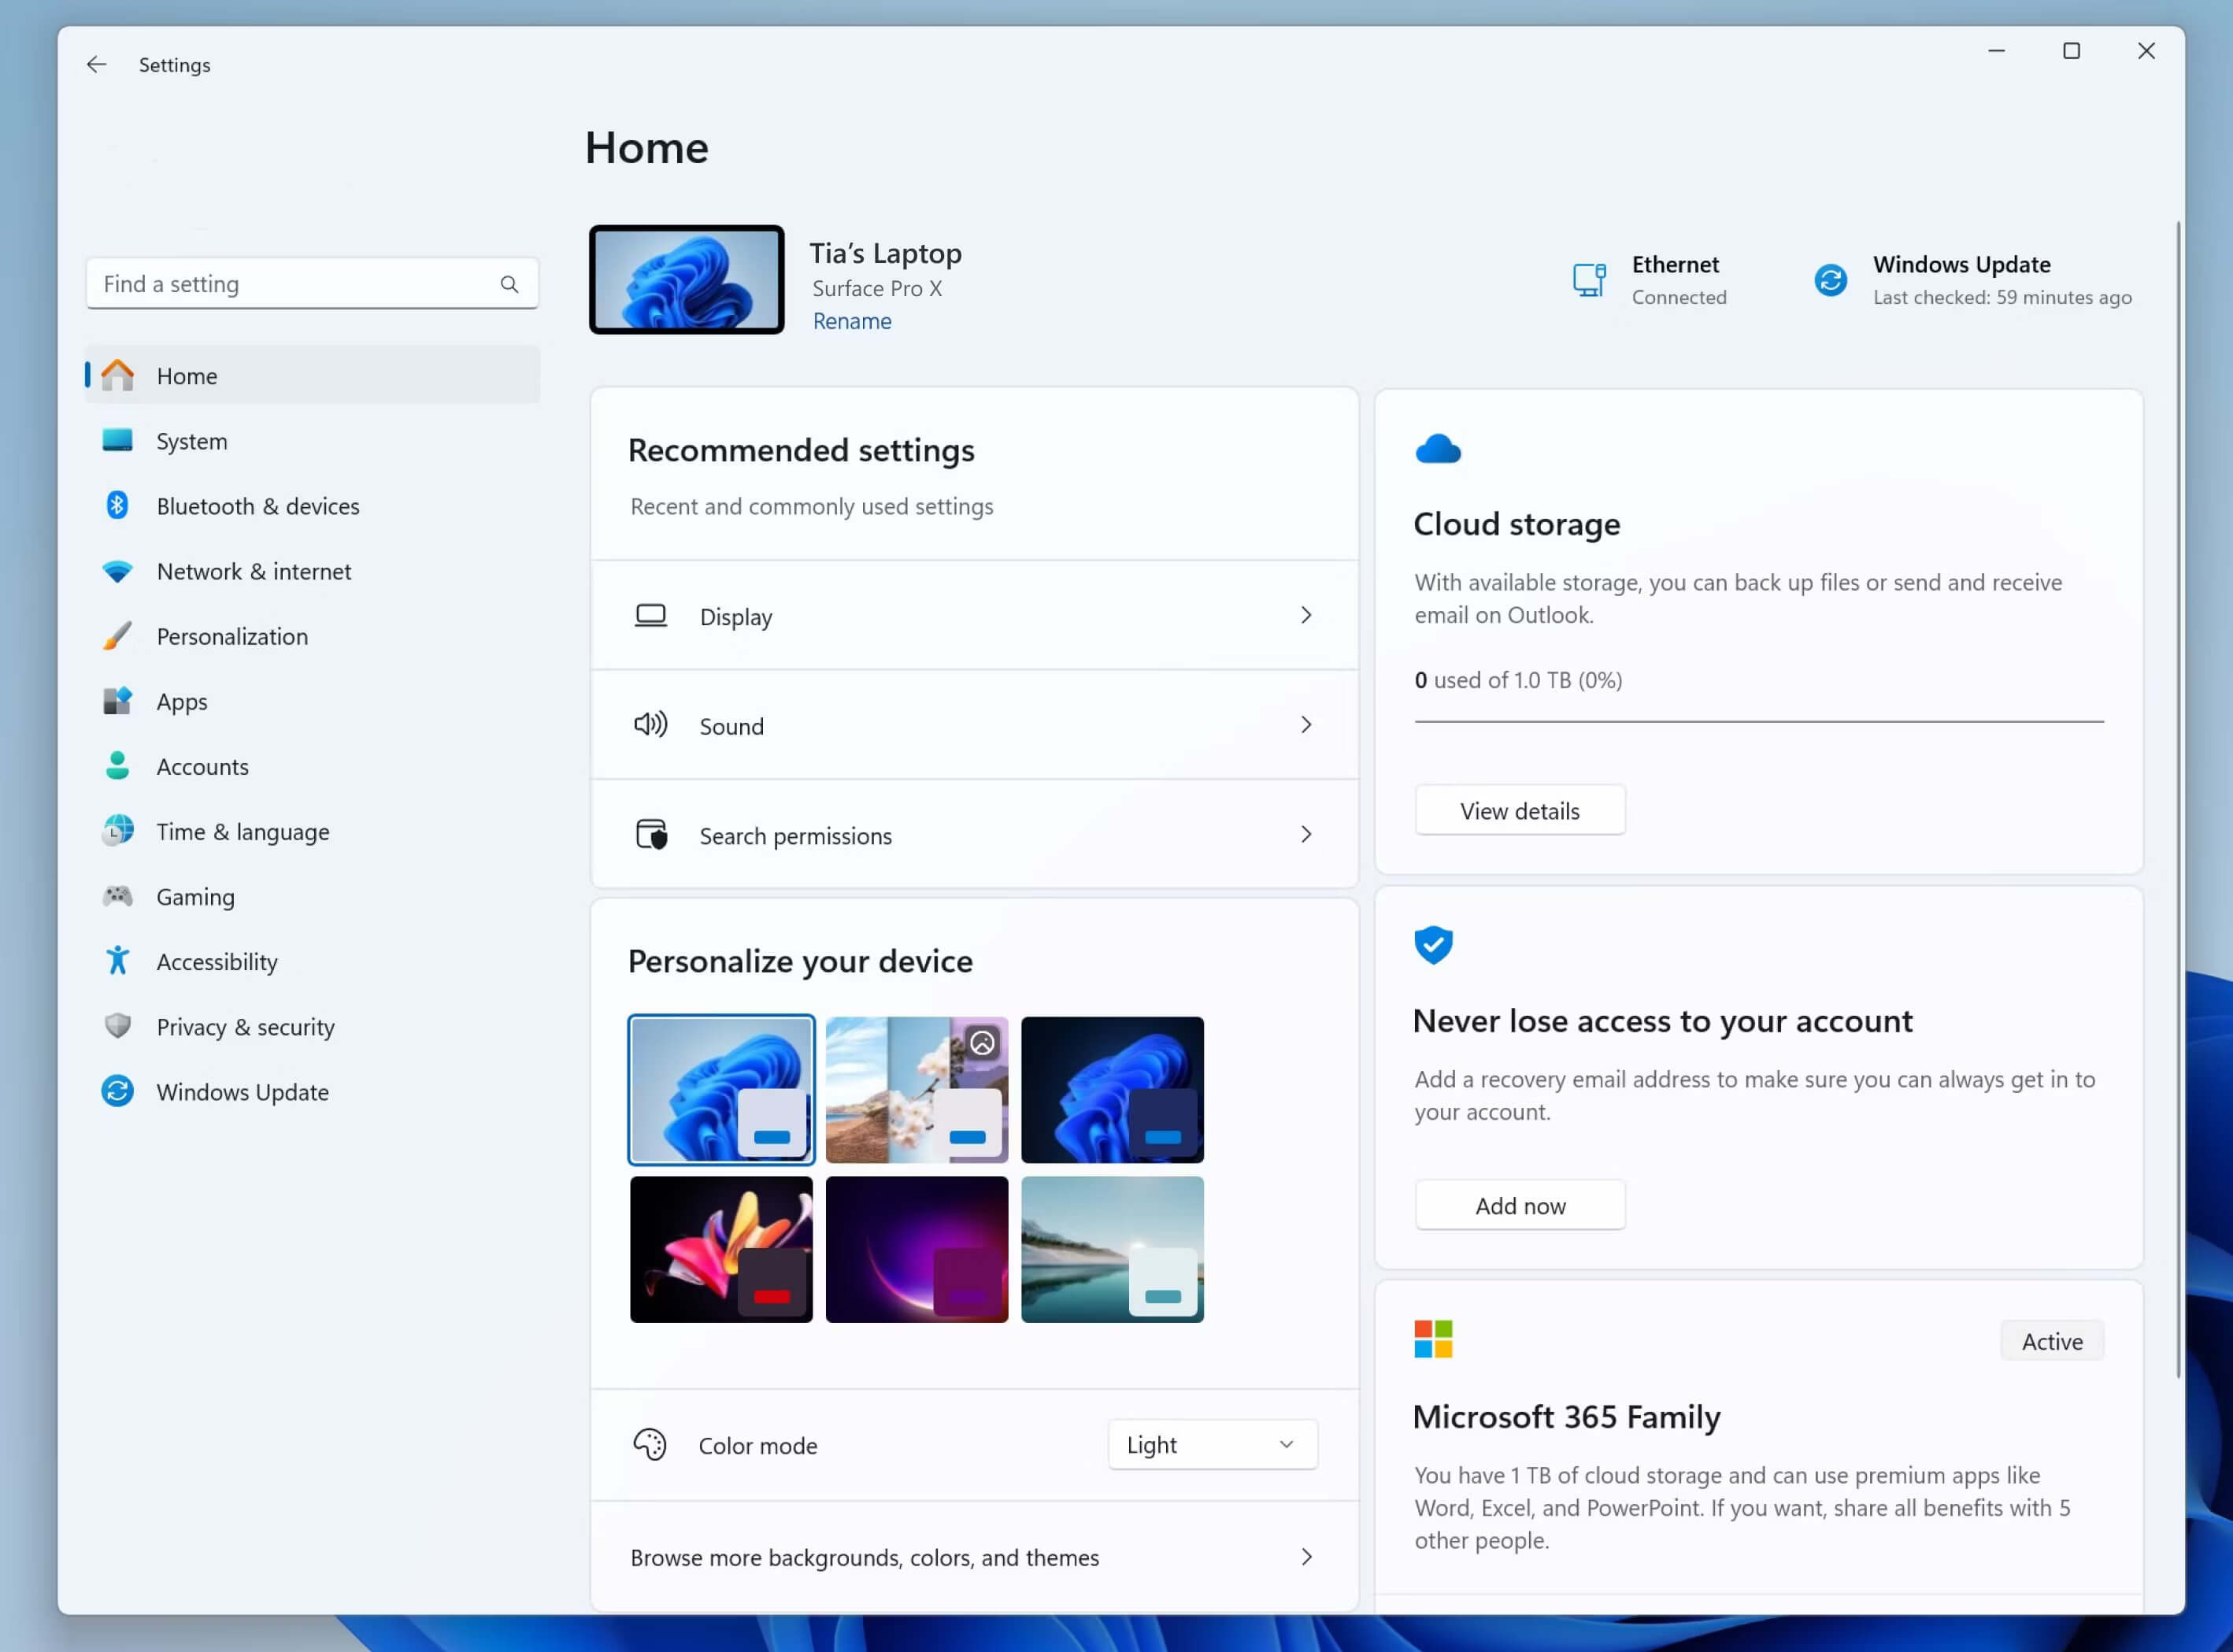 Settings
Home
Find a setting
Home
System
Bluetooth & devices
Network & internet
Personalization
Apps
Accounts
Time & language
Gaming
Accessibility
Privacy & security
Windows Update
Tia’s Laptop
Surface Pro X
Rename
Ethernet
Connected
Windows Update
Last checked: 59 minutes ago
Recommended settings
Recent and commonly used settings
Display
Sound
Search permissions
Personalize your device
Color mode
Light
Browse more backgrounds, colors, and themes
Cloud storage
With available storage, you can back up files or send and receive
email on Outlook.
0 used of 1.0 TB (0%)
View details
Never lose access to your account
Add a recovery email address to make sure you can always get in to
your account.
Add now
Active
Microsoft 365 Family
You have 1 TB of cloud storage and can use premium apps like
Word, Excel, and PowerPoint. If you want, share all benefits with 5
other people.